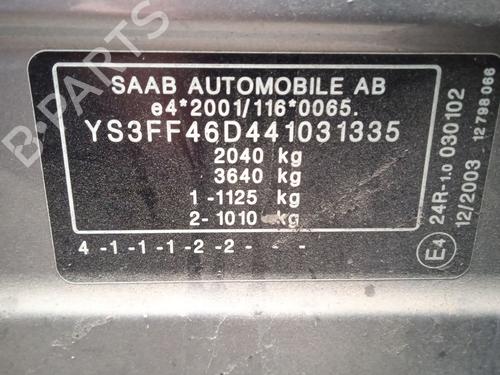 SAAB AUTOMOBILE AB
e4*2001/116*0065.
YS3FF46D441031335
2040 kg
3640 kg
1 -1125 kg
2- 1010 kg
4 -1 -1 -1 -2 -2 - - -
E4
24R-1.0 030102
12/2003 12 798 066
B-PARTS